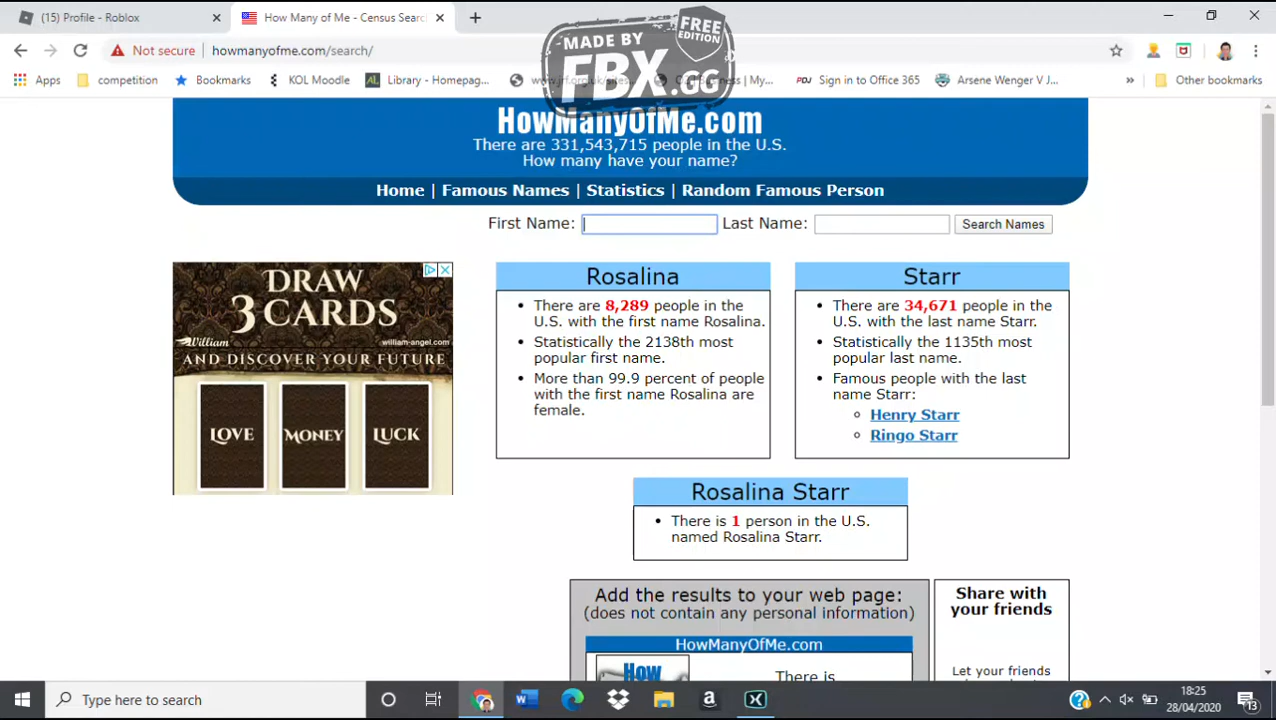 (15) Profile - Roblox
How Many of Me - Census Searc
MADE BY
FBX.GG
FREE
EDITION
Not secure
howmanyofme.com/search/
Apps
competition
Bookmarks
KOL Moodle
Library - Homepag...
PDJ Sign in to Office 365
Arsene Wenger V J...
Other bookmarks
HowManyOfMe.com
There are 331,543,715 people in the U.S.
How many have your name?
Home | Famous Names | Statistics | Random Famous Person
First Name:
Last Name:
Search Names
DRAW
3 CARDS
William
william-angel.com
AND DISCOVER YOUR FUTURE
LOVE
MONEY
LUCK
Rosalina
• There are 8,289 people in the
U.S. with the first name Rosalina.
• Statistically the 2138th most
popular first name.
• More than 99.9 percent of people
with the first name Rosalina are
female.
Starr
• There are 34,671 people in the
U.S. with the last name Starr.
• Statistically the 1135th most
popular last name.
• Famous people with the last
name Starr:
Henry Starr
Ringo Starr
Rosalina Starr
• There is 1 person in the U.S.
named Rosalina Starr.
Add the results to your web page:
(does not contain any personal information)
HowManyOfMe.com
How
There is
Share with
your friends
Let your friends
Type here to search
18:25
28/04/2020
13